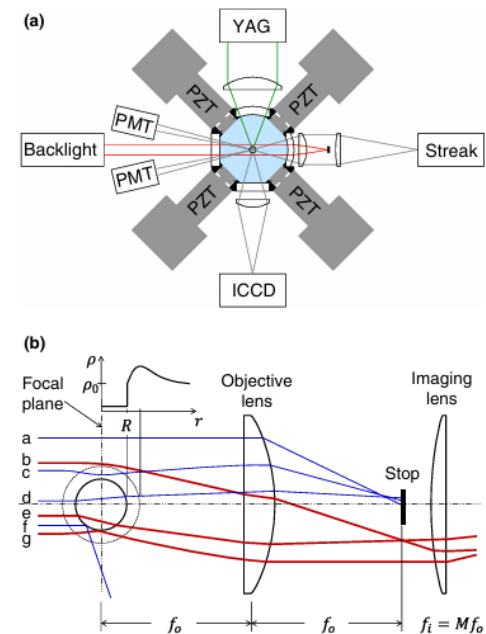 (a)
YAG
PZT
PZT
PMT
Backlight
Streak
PMT
PZT
PZT
ICCD
(b)
ρ
ρ₀
Focal
plane
R
r
Objective
lens
Imaging
lens
Stop
a
b
c
d
e
f
g
fₒ
fₒ
fᵢ = Mfₒ